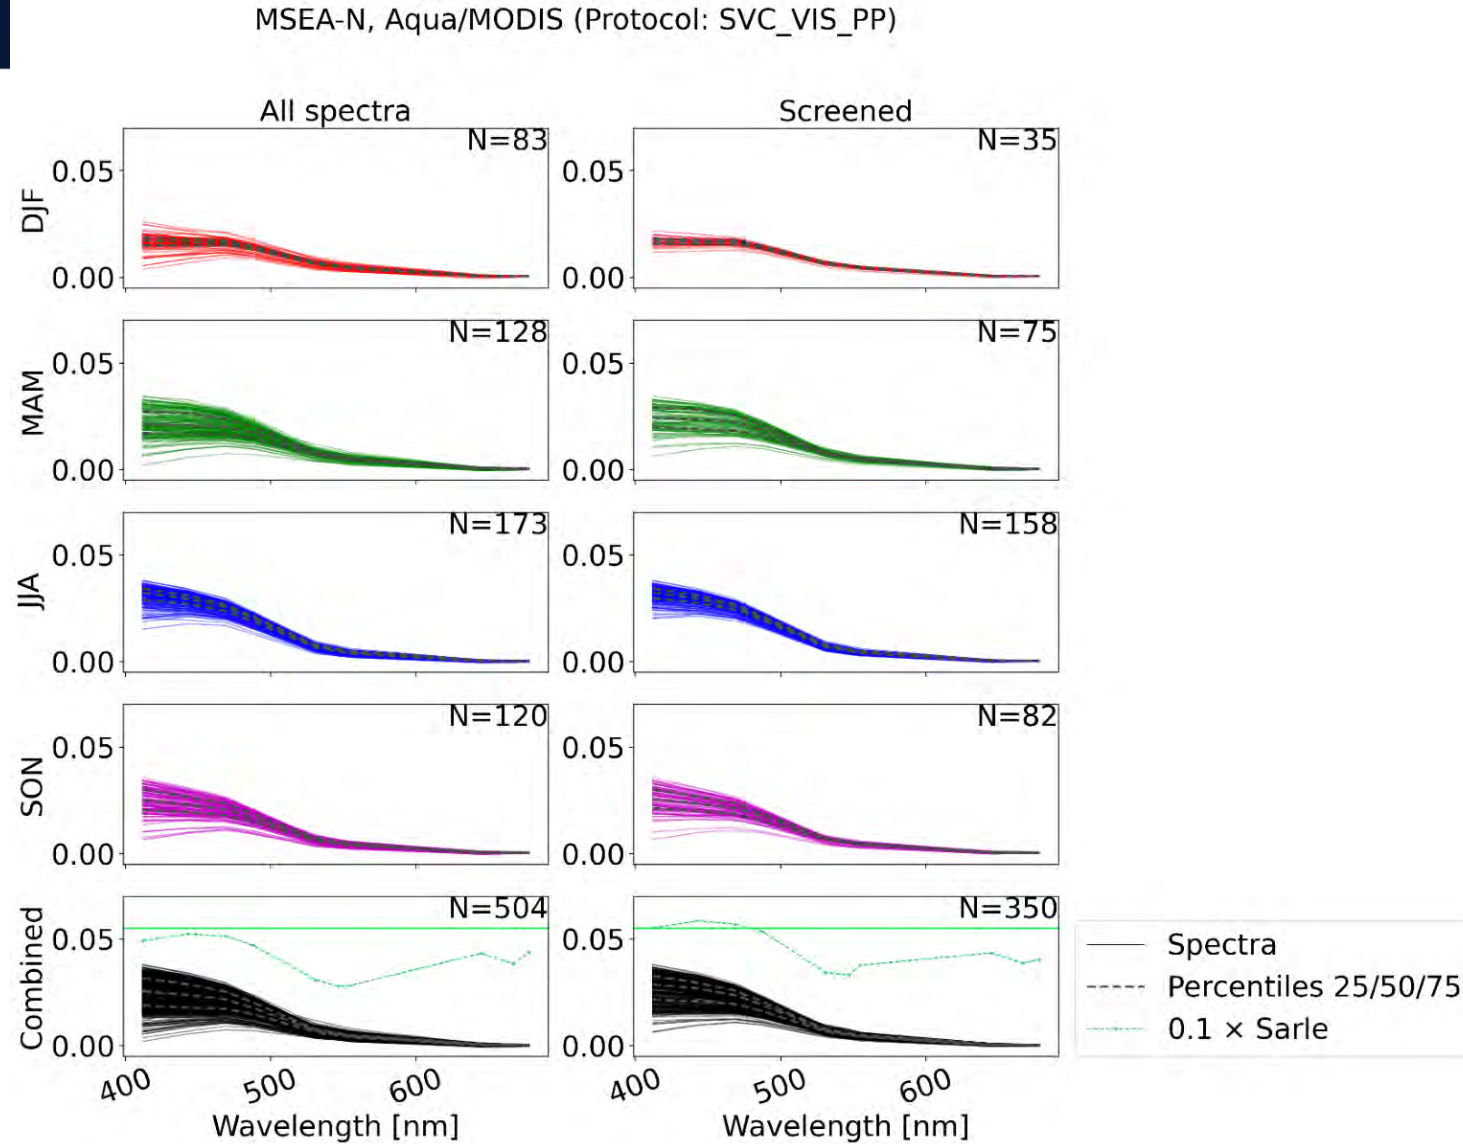 MSEA-N, Aqua/MODIS (Protocol: SVC_VIS_PP)
All spectra
Screened
DJF
0.05
0.00
N=83
0.05
0.00
N=35
MAM
0.05
0.00
N=128
0.05
0.00
N=75
JJA
0.05
0.00
N=173
0.05
0.00
N=158
SON
0.05
0.00
N=120
0.05
0.00
N=82
Combined
0.05
0.00
N=504
0.05
0.00
N=350
400 500 600
400 500 600
Wavelength [nm]
Wavelength [nm]
Spectra
Percentiles 25/50/75
0.1 × Sarle